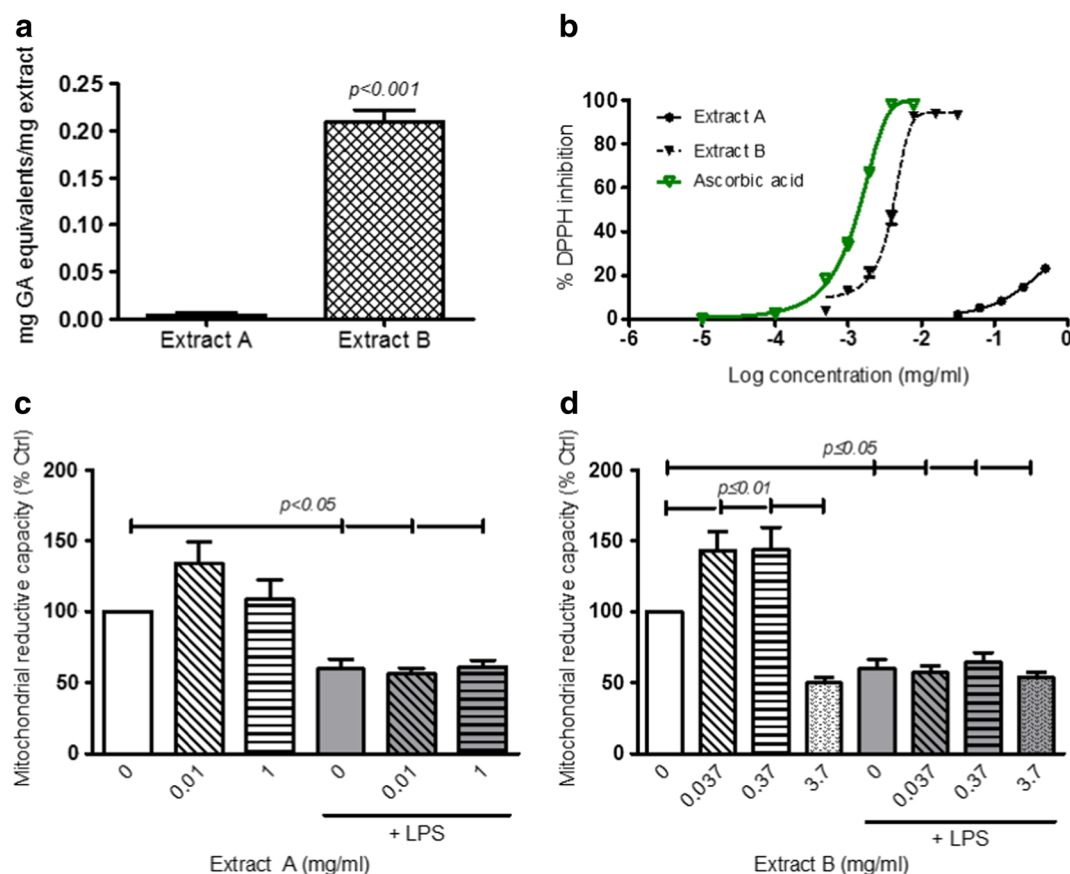 a
mg GA equivalents/mg extract
0.25
0.20
0.15
0.10
0.05
0.00
p<0.001
Extract A
Extract B
b
% DPPH inhibition
100
80
60
40
20
0
Extract A
Extract B
Ascorbic acid
-6
-5
-4
-3
-2
-1
0
Log concentration (mg/ml)
c
Mitochondrial reductive capacity (% Ctrl)
200
150
100
50
0
p<0.05
0
0.01
1
0
0.01
1
+ LPS
Extract A (mg/ml)
d
Mitochondrial reductive capacity (% Ctrl)
200
150
100
50
0
p≤0.05
p≤0.01
0
0.037
0.37
3.7
0
0.037
0.37
3.7
+ LPS
Extract B (mg/ml)